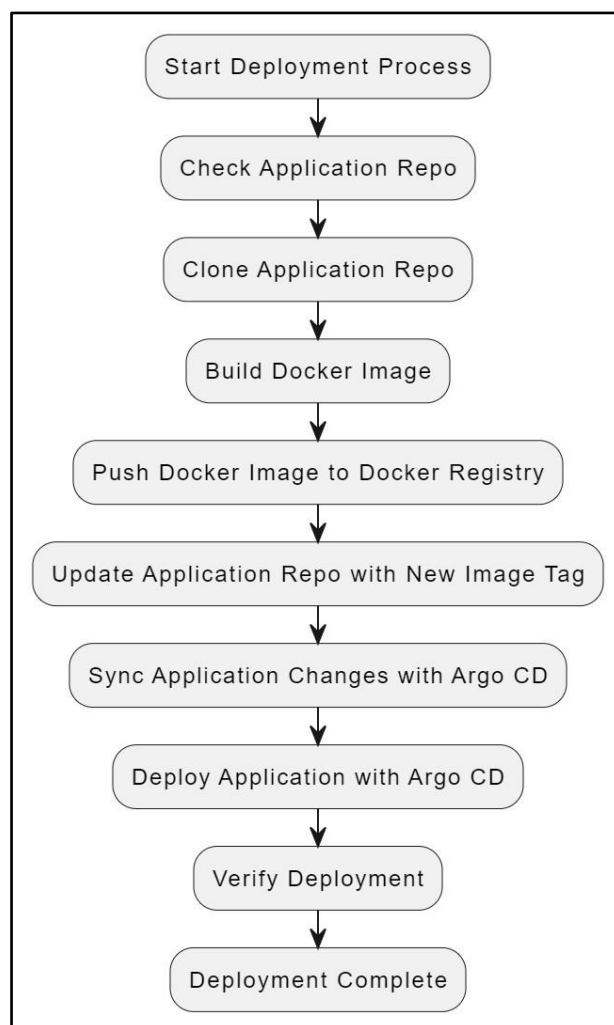 Start Deployment Process
Check Application Repo
Clone Application Repo
Build Docker Image
Push Docker Image to Docker Registry
Update Application Repo with New Image Tag
Sync Application Changes with Argo CD
Deploy Application with Argo CD
Verify Deployment
Deployment Complete